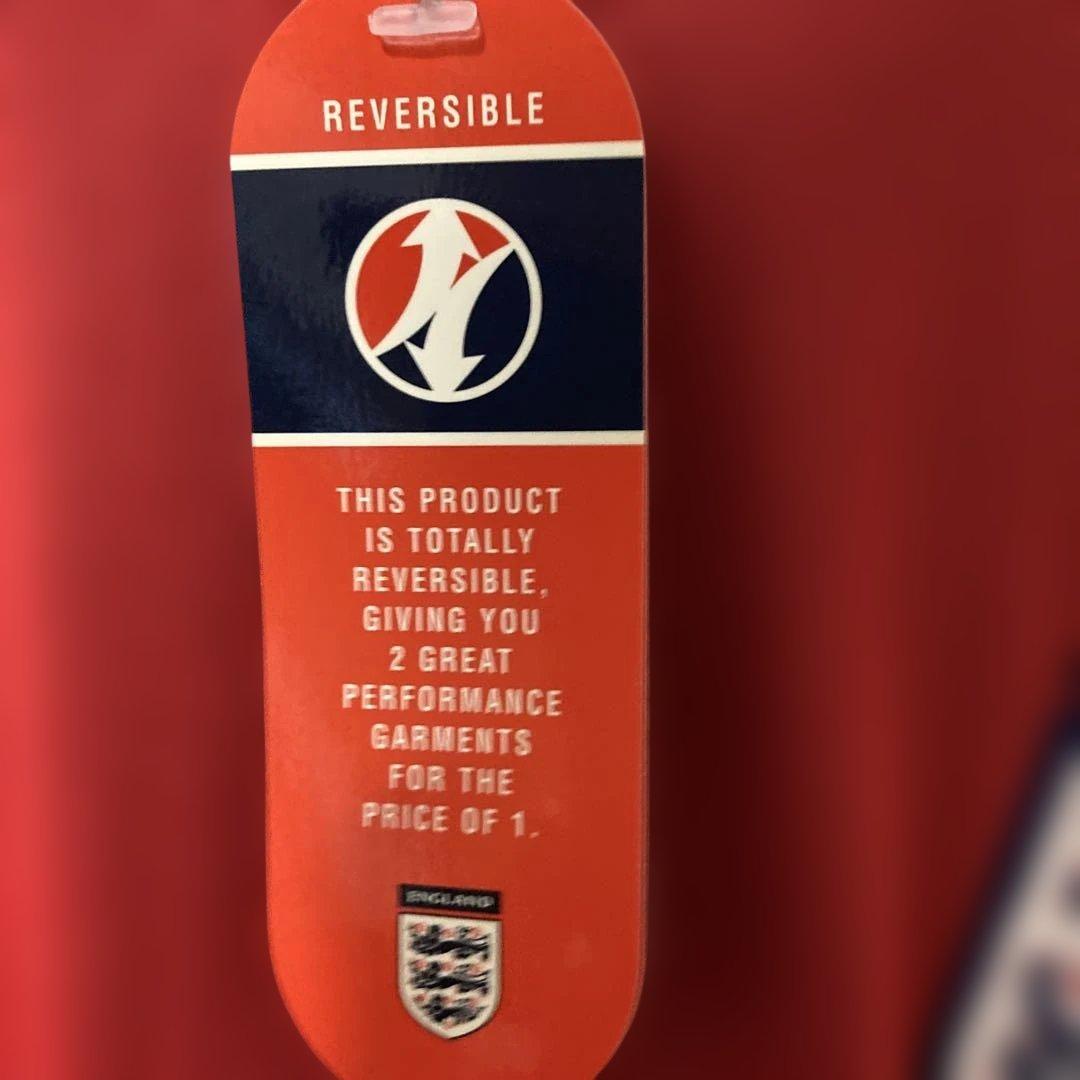 REVERSIBLE
THIS PRODUCT
IS TOTALLY
REVERSIBLE,
GIVING YOU
2 GREAT
PERFORMANCE
GARMENTS
FOR THE
PRICE OF 1.
ENGLAND